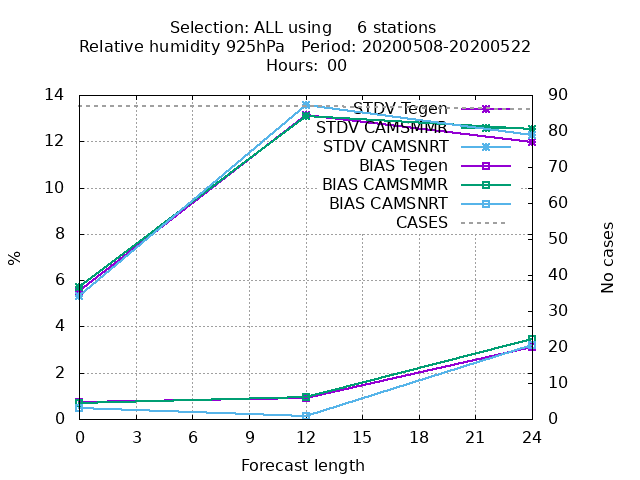 Selection: ALL using 6 stations
Relative humidity 925hPa Period: 20200508-20200522
Hours: 00
14 90
STDV Tegen
80
STDV CAMSMMR
12
STDV CAMSNRT
70
BIAS Tegen
10
BIAS CAMSMMR
60
BIAS CAMSNRT
CASES
8 50
%
No cases
6 40
30
4
20
2
10
0 0
0 3 6 9 12 15 18 21 24
Forecast length